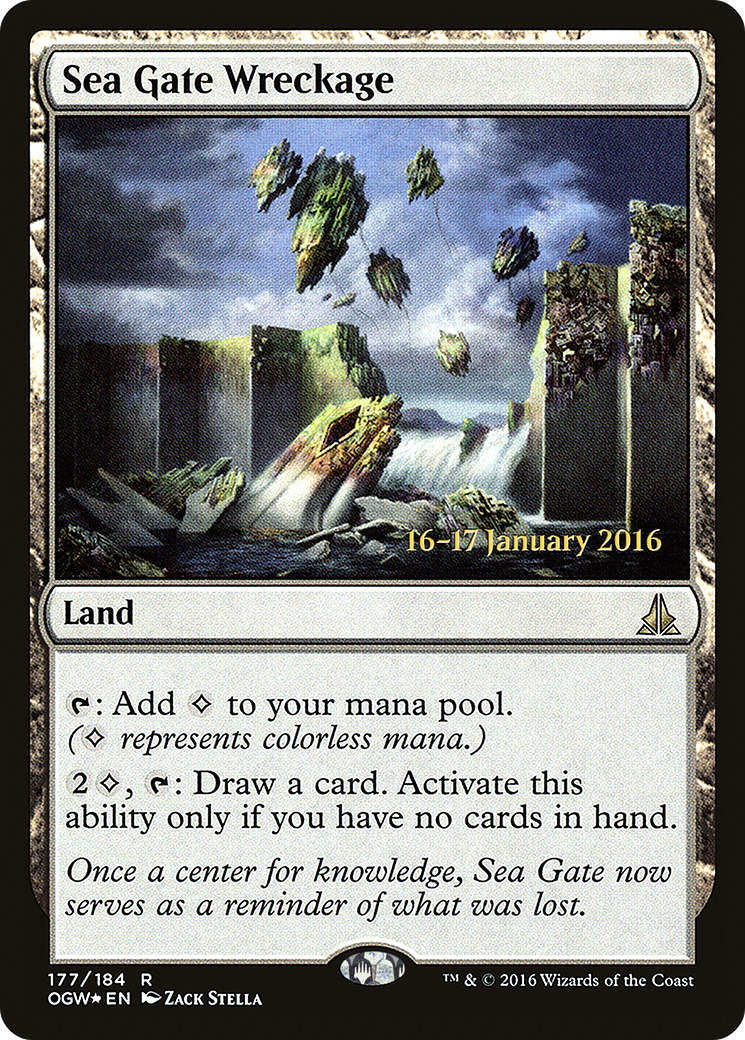 Sea Gate Wreckage
16–17 January 2016
Land
: Add to your mana pool.
( represents colorless mana.)
2 , : Draw a card. Activate this
ability only if you have no cards in hand.
Once a center for knowledge, Sea Gate now
serves as a reminder of what was lost.
177/184 R
OGW★EN Zack Stella
™ & © 2016 Wizards of the Coast